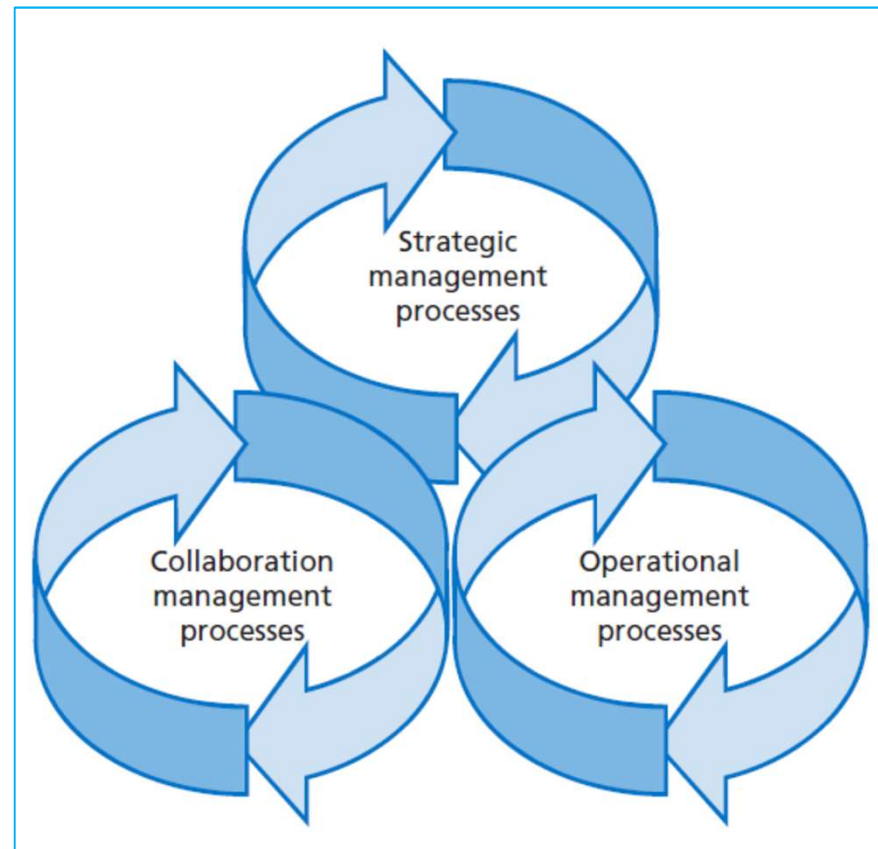 Strategic
management
processes
Collaboration
management
processes
Operational
management
processes